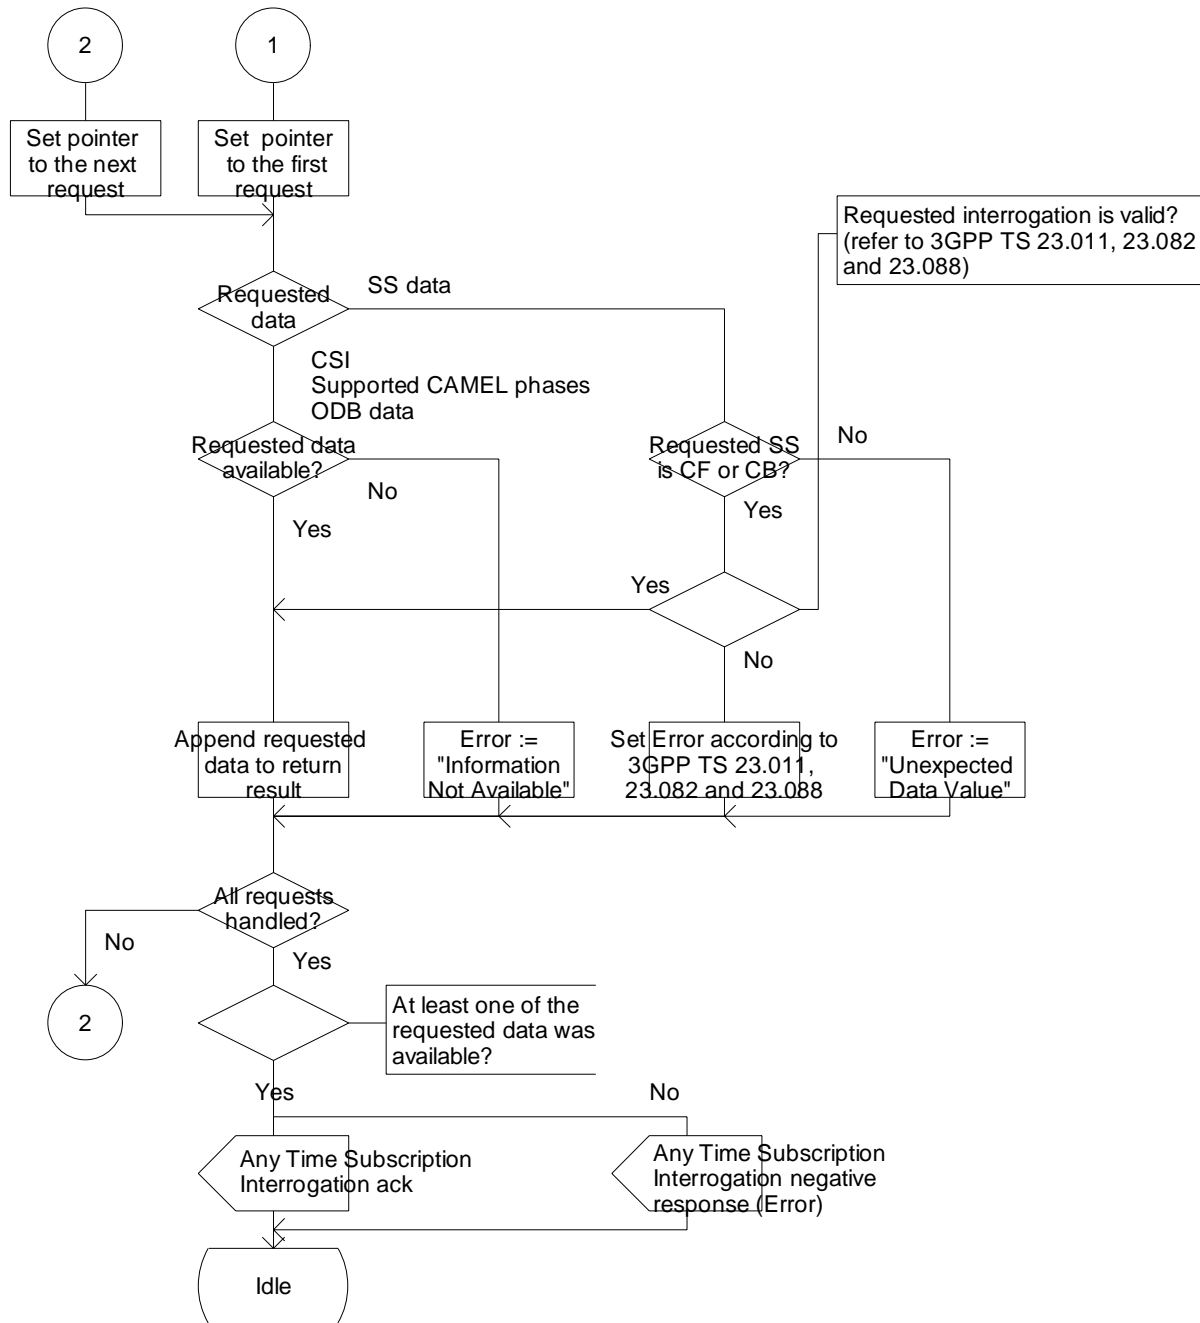 2
1
Set pointer
to the next
request
Set pointer
to the first
request
Requested interrogation is valid?
(refer to 3GPP TS 23.011, 23.082
and 23.088)
Requested
data
SS data
CSI
Supported CAMEL phases
ODB data
Requested data
available?
No
Yes
Requested SS
is CF or CB?
No
Yes
Yes
No
Append requested
data to return
result
Error :=
"Information
Not Available"
Set Error according to
3GPP TS 23.011,
23.082 and 23.088
Error :=
"Unexpected
Data Value"
All requests
handled?
No
Yes
2
At least one of the
requested data was
available?
Yes
No
Any Time Subscription
Interrogation ack
Any Time Subscription
Interrogation negative
response (Error)
Idle